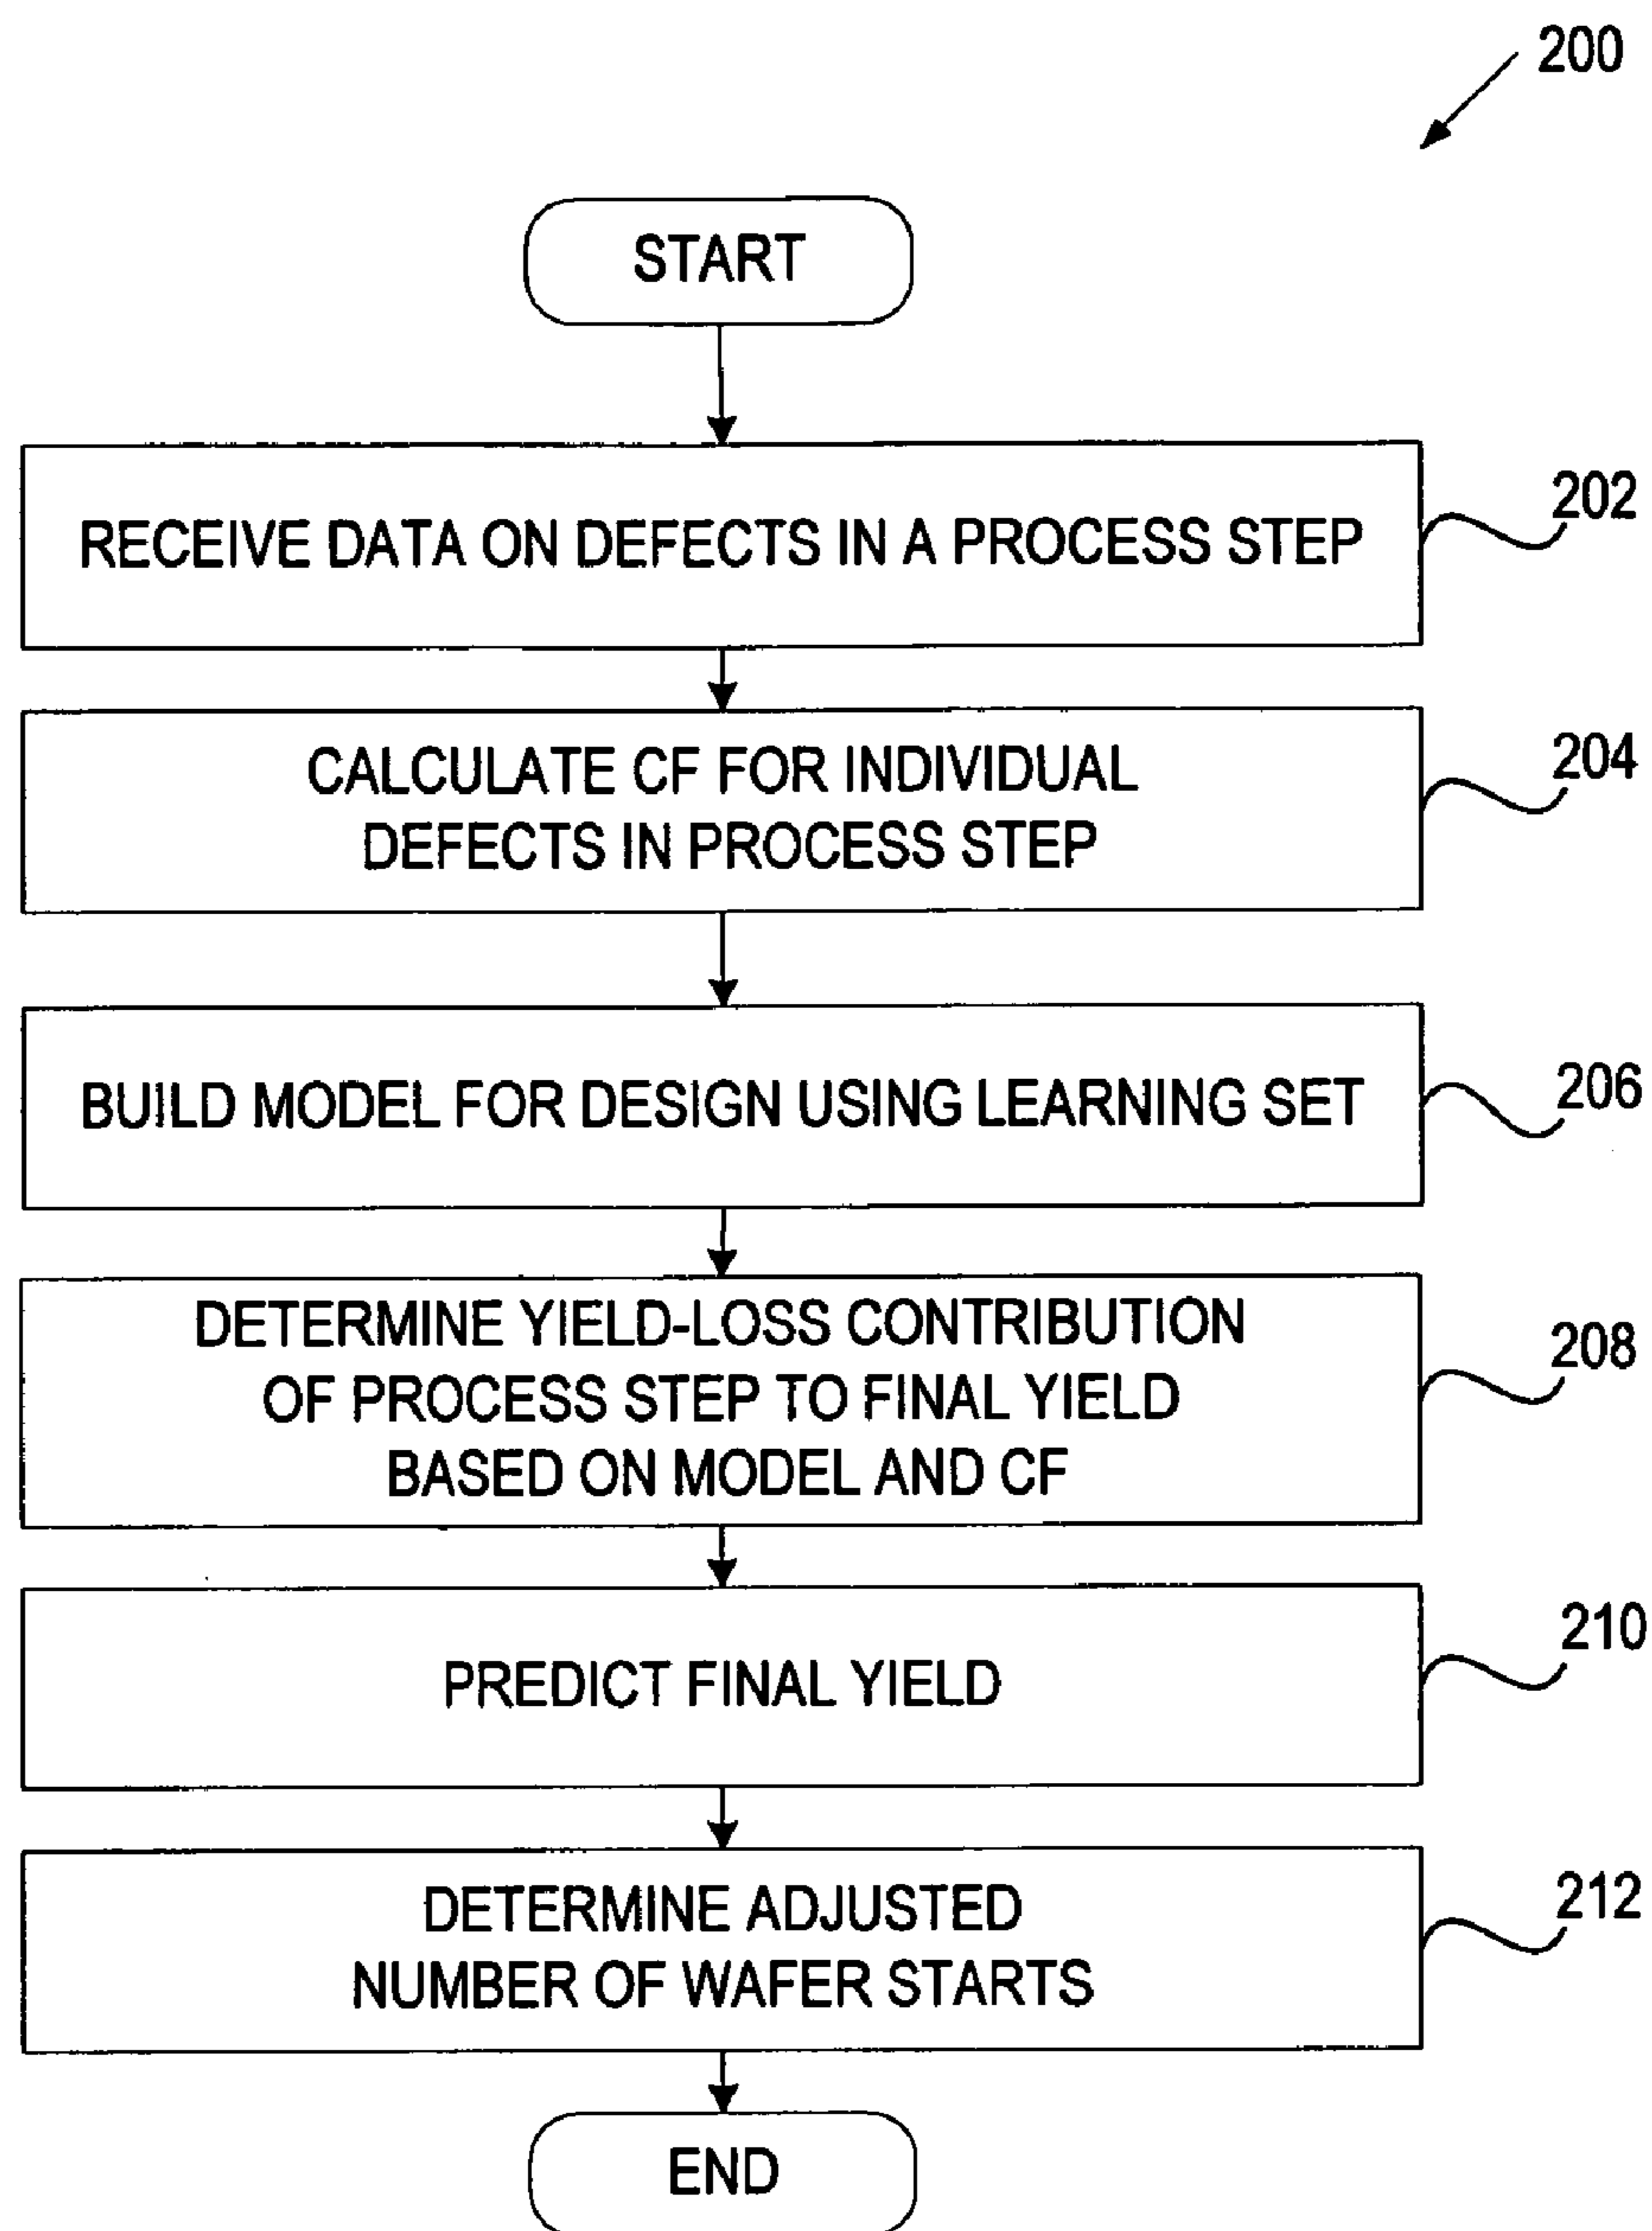 200
START
RECEIVE DATA ON DEFECTS IN A PROCESS STEP
202
CALCULATE CF FOR INDIVIDUAL
DEFECTS IN PROCESS STEP
204
BUILD MODEL FOR DESIGN USING LEARNING SET
206
DETERMINE YIELD-LOSS CONTRIBUTION
OF PROCESS STEP TO FINAL YIELD
BASED ON MODEL AND CF
208
PREDICT FINAL YIELD
210
DETERMINE ADJUSTED
NUMBER OF WAFER STARTS
212
END